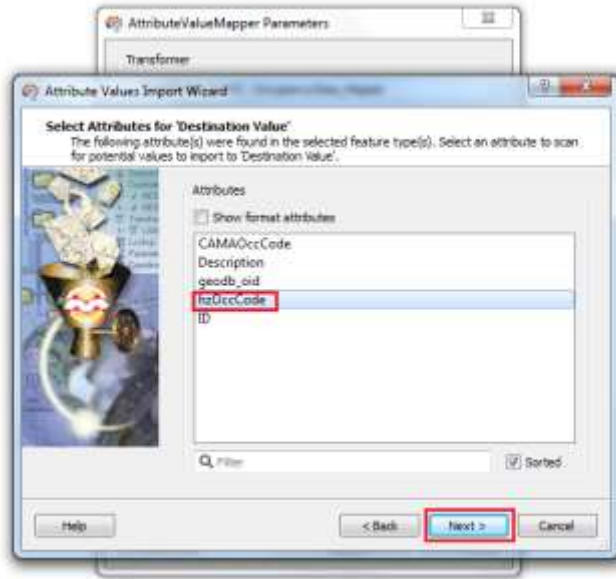 AttributeValueMapper Parameters
Transformer
Attribute Values Import Wizard
Select Attributes for 'Destination Value'
The following attribute(s) were found in the selected feature type(s). Select an attribute to scan
for potential values to import to 'Destination Value'.
Attributes
Show format attributes
CAMAOccCode
Description
geodb_oid
hzOccCode
ID
Filter
Sorted
Help
< Back
Next >
Cancel